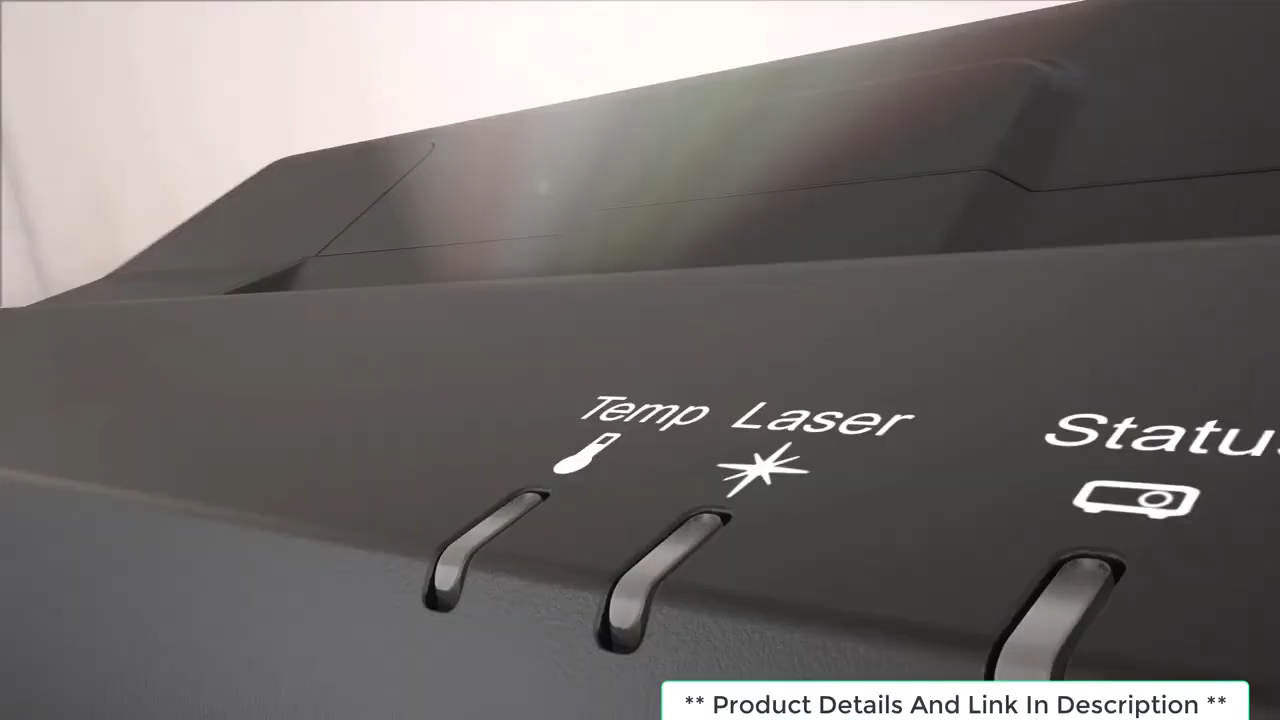 Temp Laser
Statu
** Product Details And Link In Description **